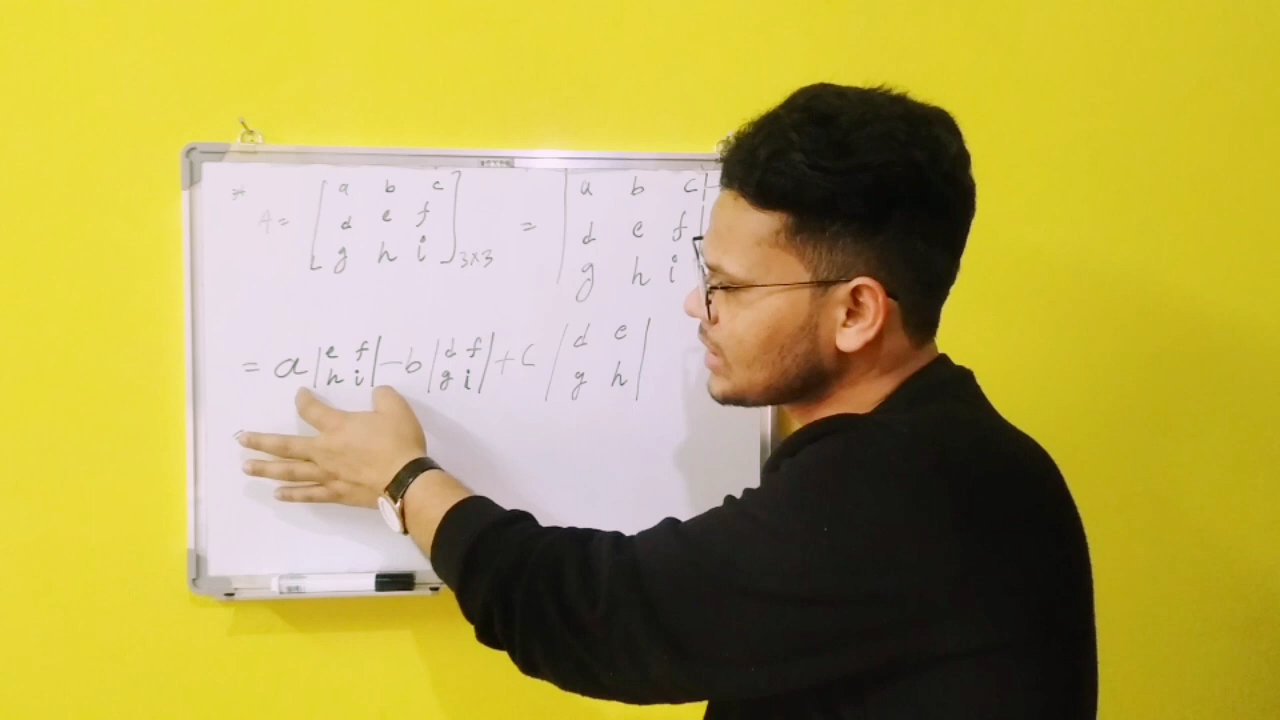 * A = [ a b c = | a b c |
d e f d e f
g h i ]3×3 g h i
= a | e f | - b | d f | + c | d e |
h i g i g h